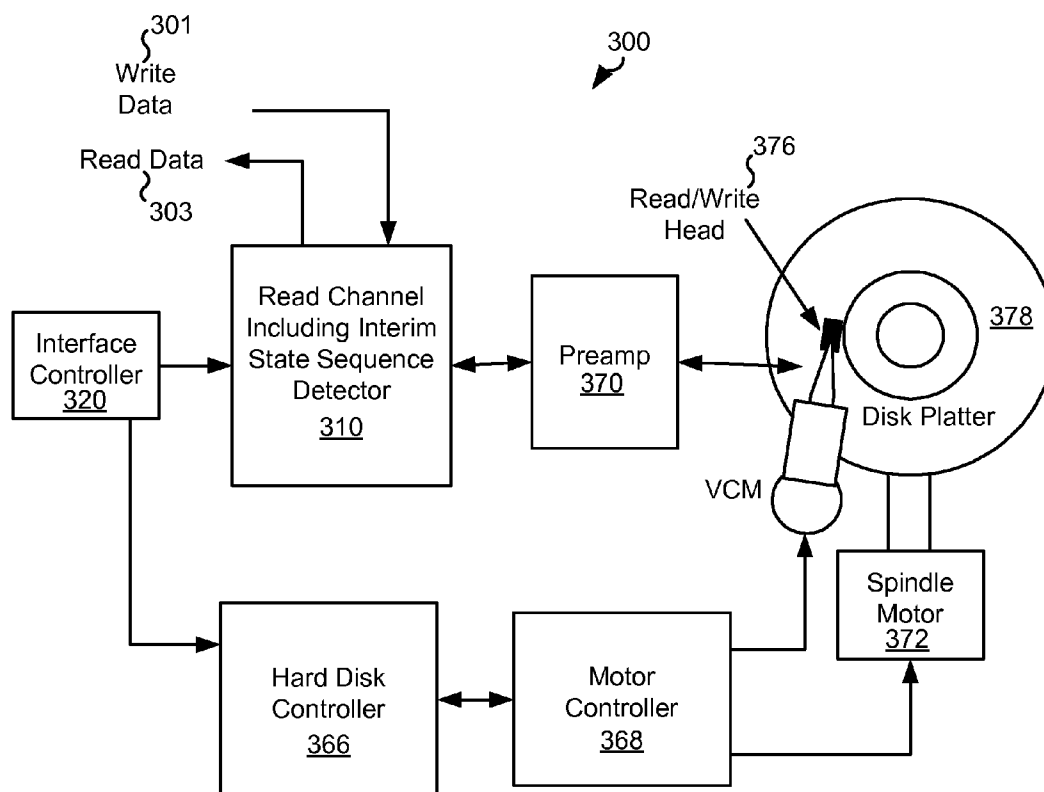 301
Write
Data
300
Read Data
303
376
Read/Write
Head
Read Channel
Including Interim
State Sequence
Detector
310
Interface
Controller
320
Preamp
370
378
Disk Platter
VCM
Spindle
Motor
372
Hard Disk
Controller
366
Motor
Controller
368